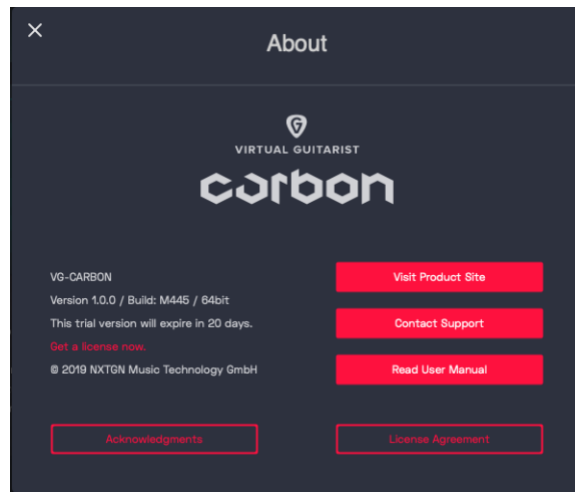 About
VIRTUAL GUITARIST
carbon
VG-CARBON
Version 1.0.0 / Build: M445 / 64bit
This trial version will expire in 20 days.
Get a license now.
© 2019 NXTGN Music Technology GmbH
Visit Product Site
Contact Support
Read User Manual
Acknowledgments
License Agreement